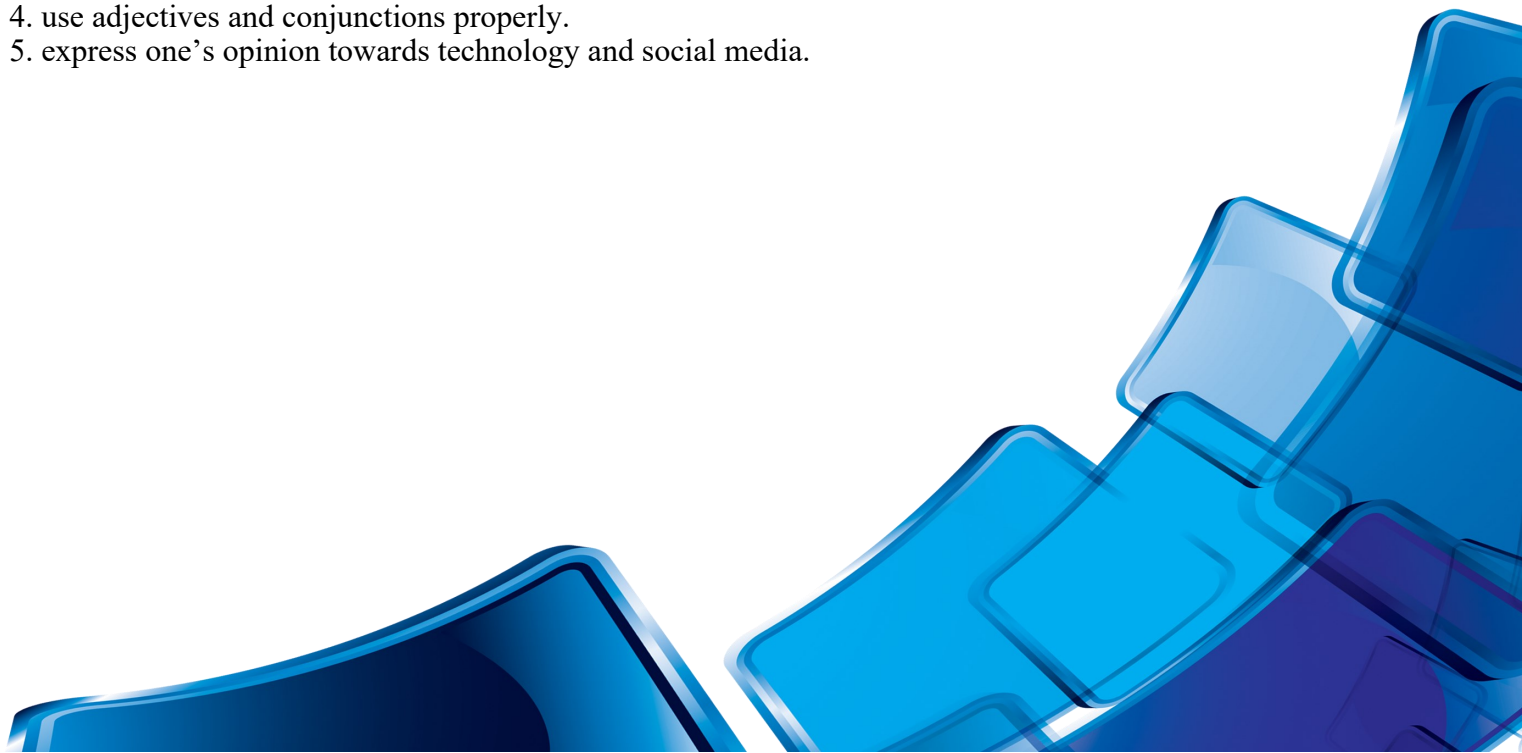 4. use adjectives and conjunctions properly.
5. express one’s opinion towards technology and social media.